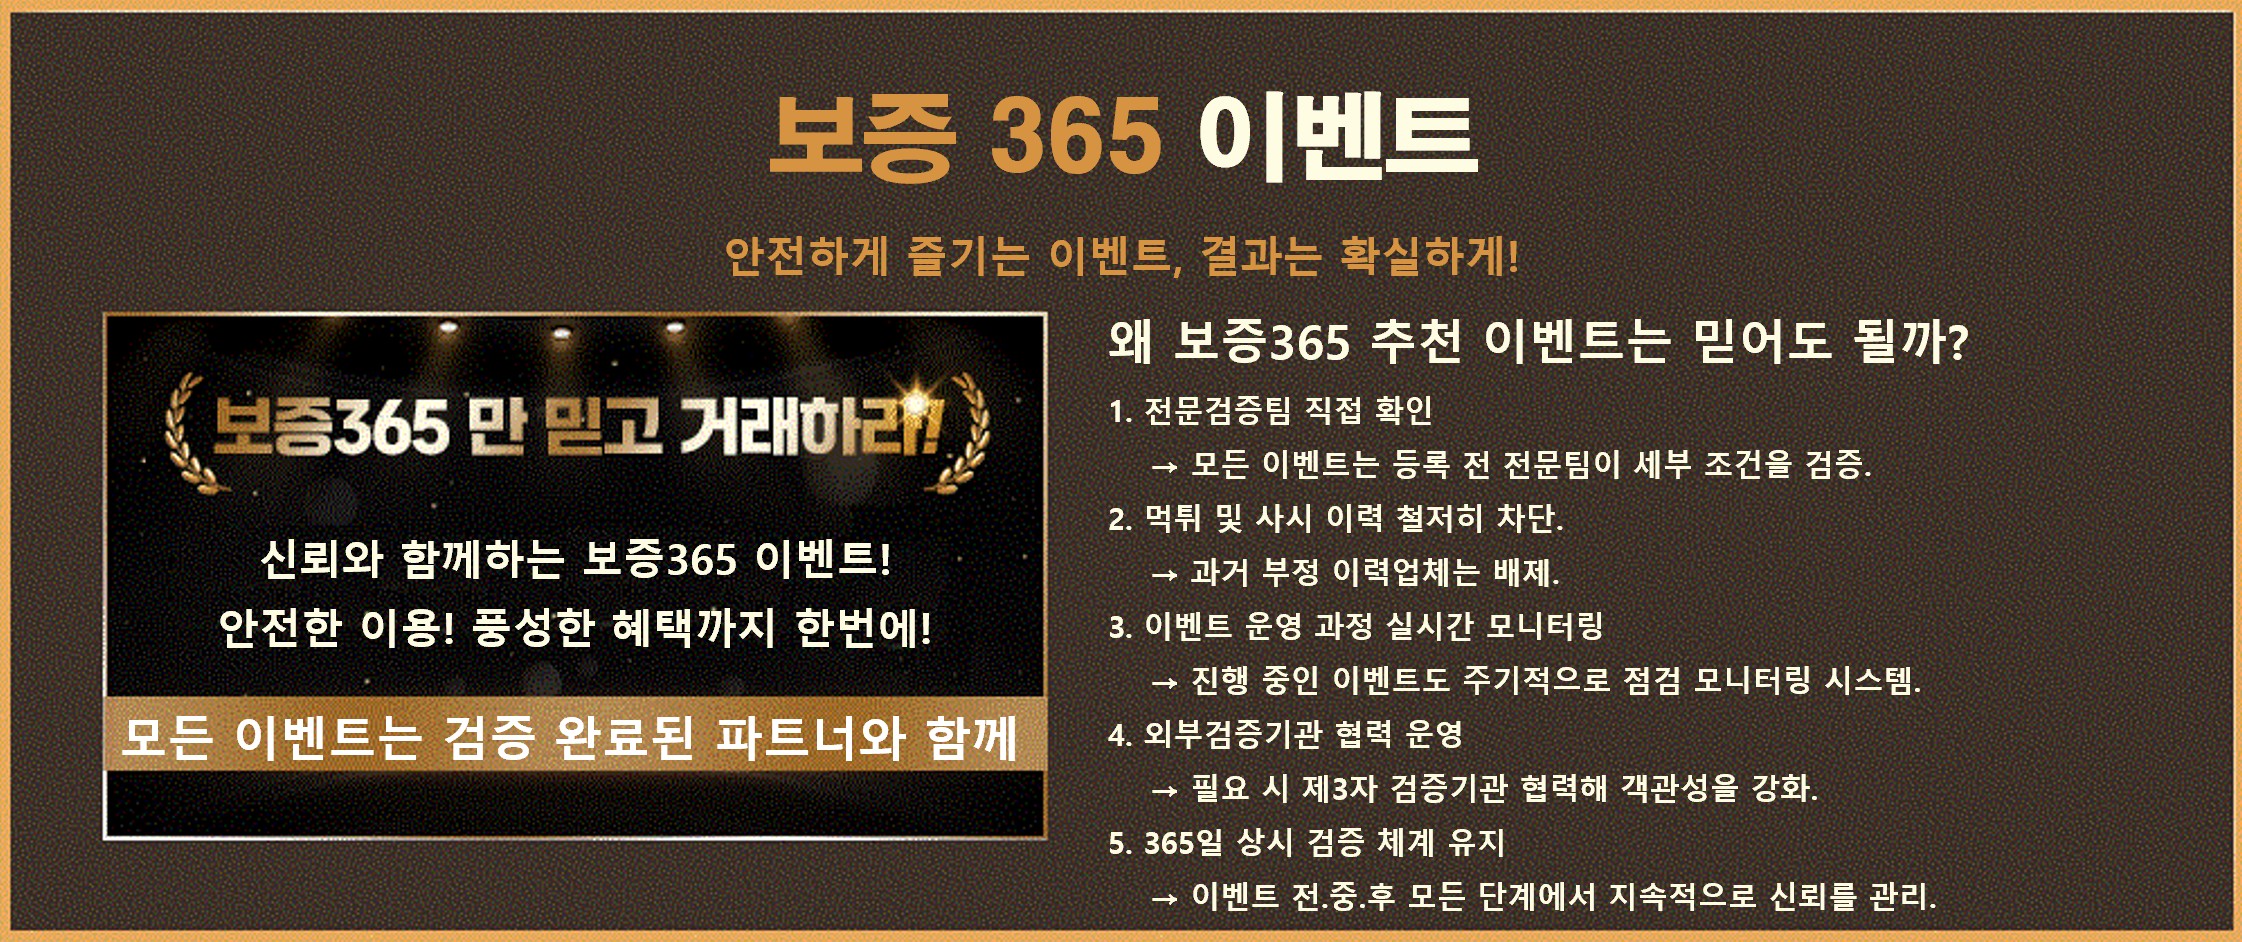 보증 365 이벤트
안전하게 즐기는 이벤트, 결과는 확실하게!
보증365 만 믿고 거래하라!
신뢰와 함께하는 보증365 이벤트!
안전한 이용! 풍성한 혜택까지 한번에!
모든 이벤트는 검증 완료된 파트너와 함께
왜 보증365 추천 이벤트는 믿어도 될까?
1. 전문검증팀 직접 확인
→ 모든 이벤트는 등록 전 전문팀이 세부 조건을 검증.
2. 먹튀 및 사시 이력 철저히 차단.
→ 과거 부정 이력업체는 배제.
3. 이벤트 운영 과정 실시간 모니터링
→ 진행 중인 이벤트도 주기적으로 점검 모니터링 시스템.
4. 외부검증기관 협력 운영
→ 필요 시 제3자 검증기관 협력해 객관성을 강화.
5. 365일 상시 검증 체계 유지
→ 이벤트 전.중.후 모든 단계에서 지속적으로 신뢰를 관리.